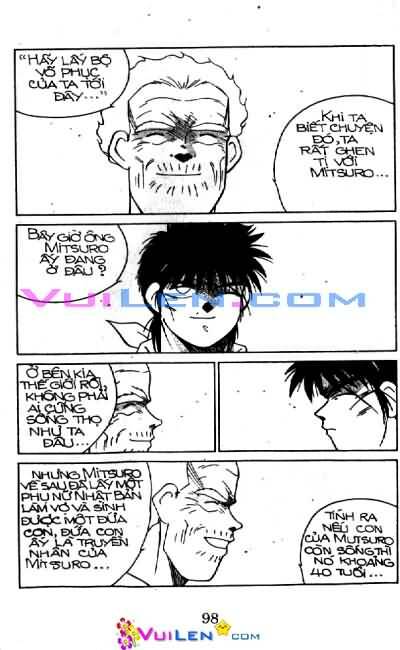 "HÃY LẤY BỘ
VÕ PHỤC
CỦA TA TỚI
ĐÂY..."
KHI TA
BIẾT CHUYỆN
ĐÓ, TA
RẤT GHEN
TỊ VỚI
MITSURO...
BÂY GIỜ ÔNG
MITSURO
ẤY ĐANG
Ở ĐÂU ?
VUILEN.COM
Ở BÊN KIA
THẾ GIỚI RỒI,
KHÔNG PHẢI
AI CŨNG
SỐNG THỌ
NHƯ TA
ĐÂU...
NHƯNG MITSURO
VỀ SAU ĐÃ LẤY MỘT
PHỤ NỮ NHẬT BẢN
LÀM VỢ VÀ SINH
ĐƯỢC MỘT ĐỨA
CON, ĐỨA CON
ẤY LÀ TRUYỀN
NHÂN CỦA
MITSURO...
TÍNH RA
NẾU CON
CỦA MUTSURO
CÒN SỐNG THÌ
NÓ KHOẢNG
40 TUỔI...
98
VUILEN.COM